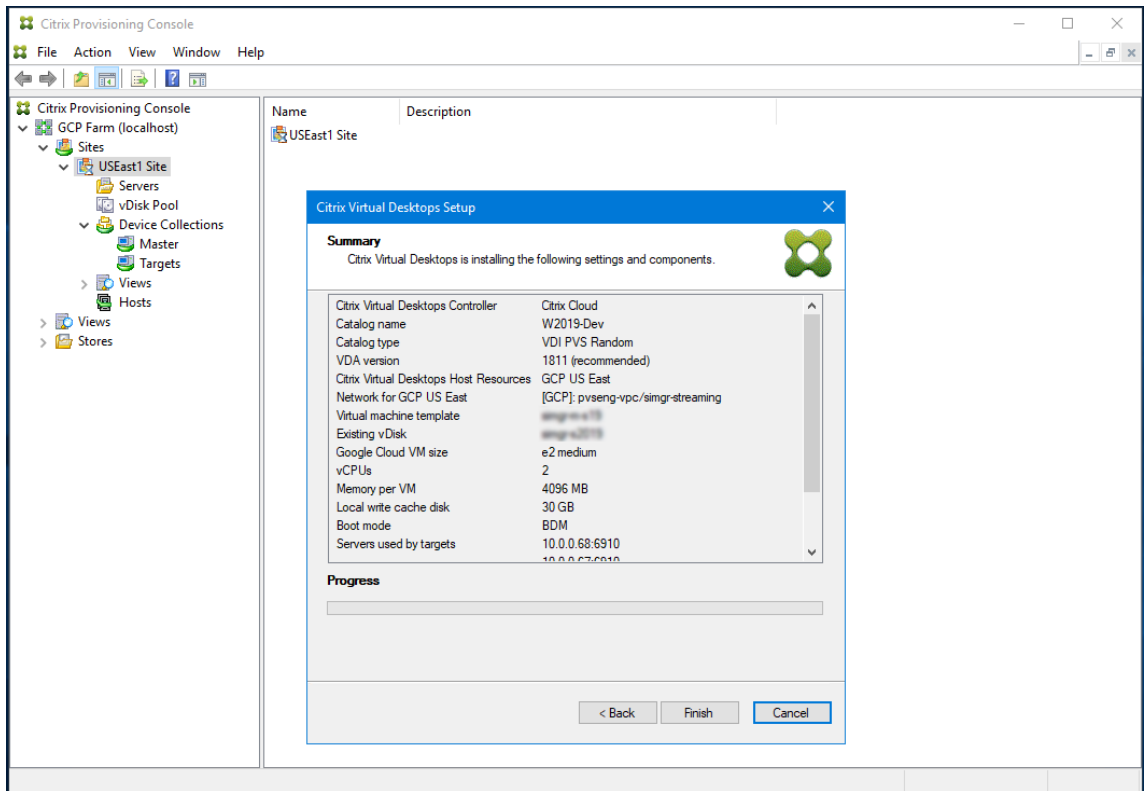 Citrix Provisioning Console
File Action View Window Help
Citrix Provisioning Console
GCP Farm (localhost)
Sites
USEast1 Site
Servers
vDisk Pool
Device Collections
Master
Targets
Views
Hosts
Views
Stores
Name Description
USEast1 Site
Citrix Virtual Desktops Setup
Summary
Citrix Virtual Desktops is installing the following settings and components.
Citrix Virtual Desktops Controller Citrix Cloud
Catalog name W2019-Dev
Catalog type VDI PVS Random
VDA version 1811 (recommended)
Citrix Virtual Desktops Host Resources GCP US East
Network for GCP US East [GCP]: pvseng-vpc/simgr-streaming
Virtual machine template
Existing vDisk
Google Cloud VM size e2 medium
vCPUs 2
Memory per VM 4096 MB
Local write cache disk 30 GB
Boot mode BDM
Servers used by targets 10.0.0.68:6910
10.0.0.67:6910
Progress
< Back Finish Cancel